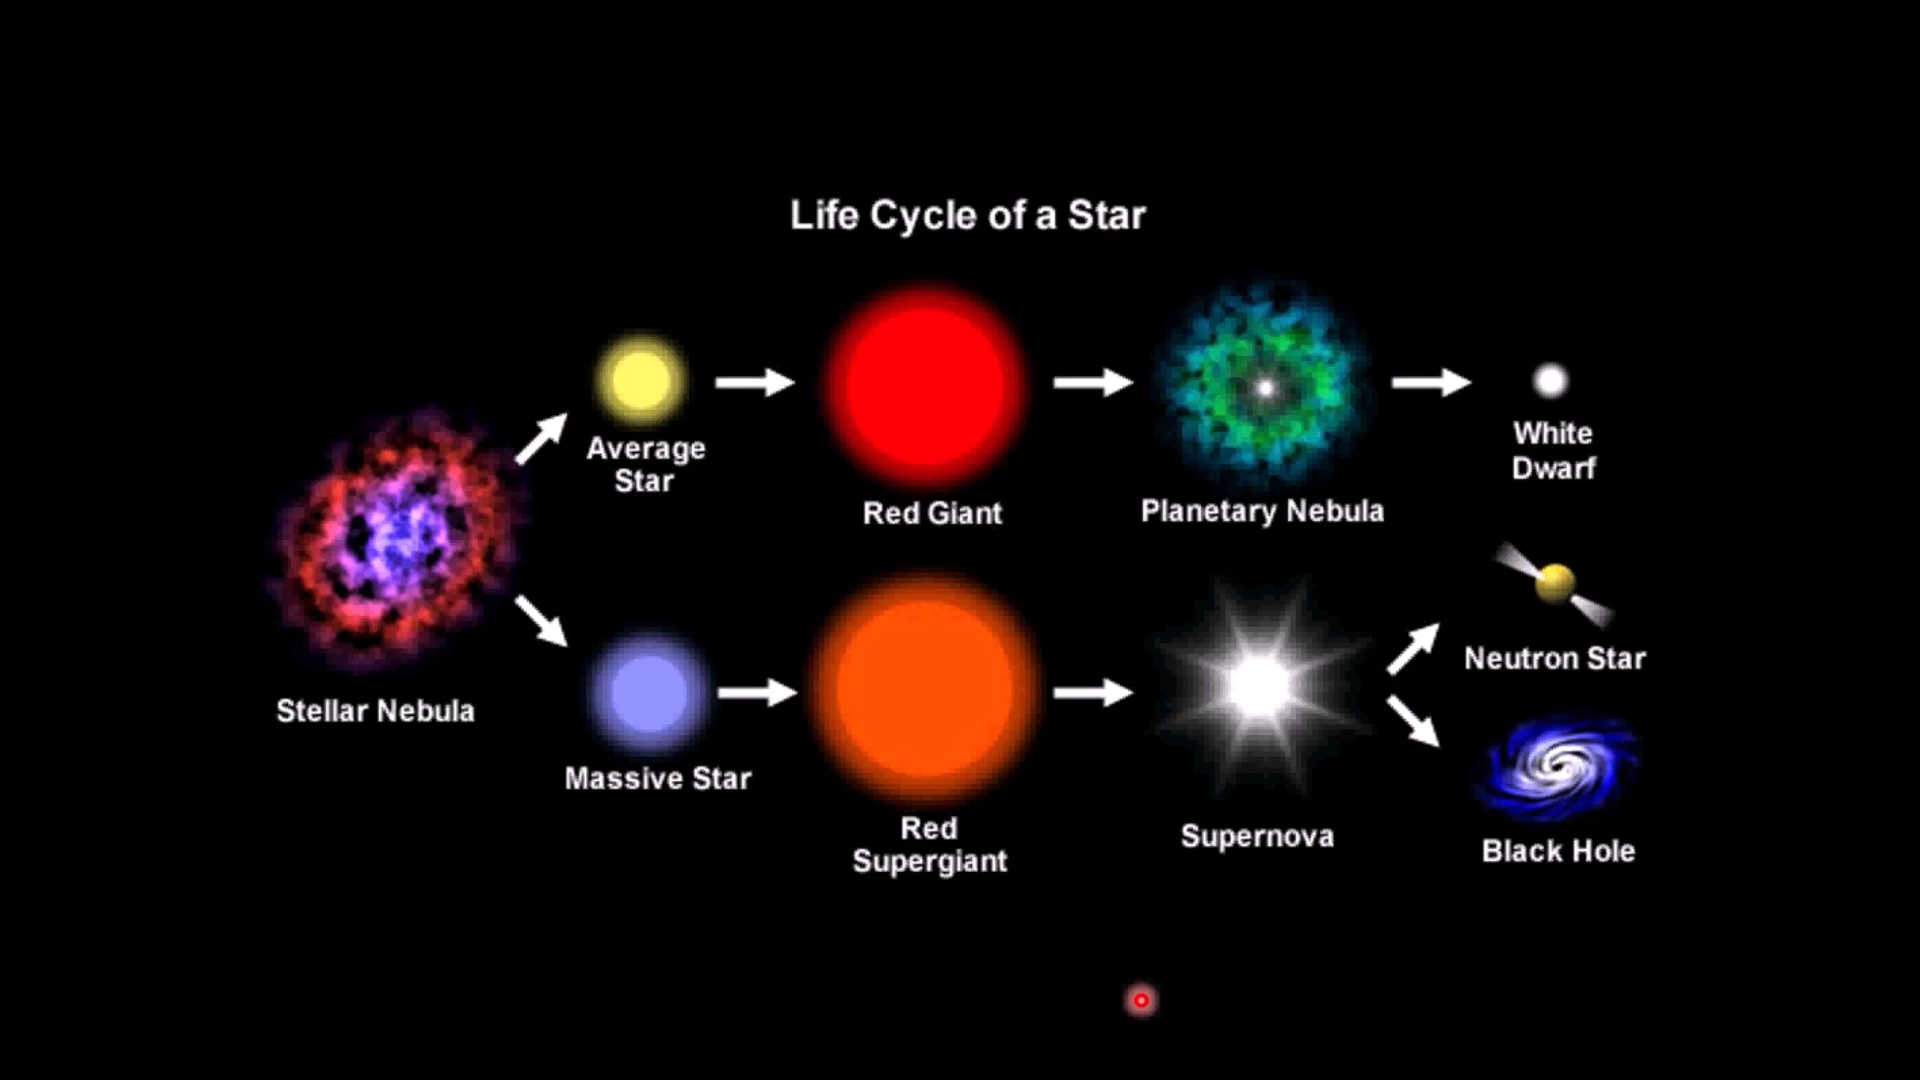 Life Cycle of a Star
Average
Star
Red Giant
Planetary Nebula
White
Dwarf
Stellar Nebula
Massive Star
Red
Supergiant
Supernova
Neutron Star
Black Hole